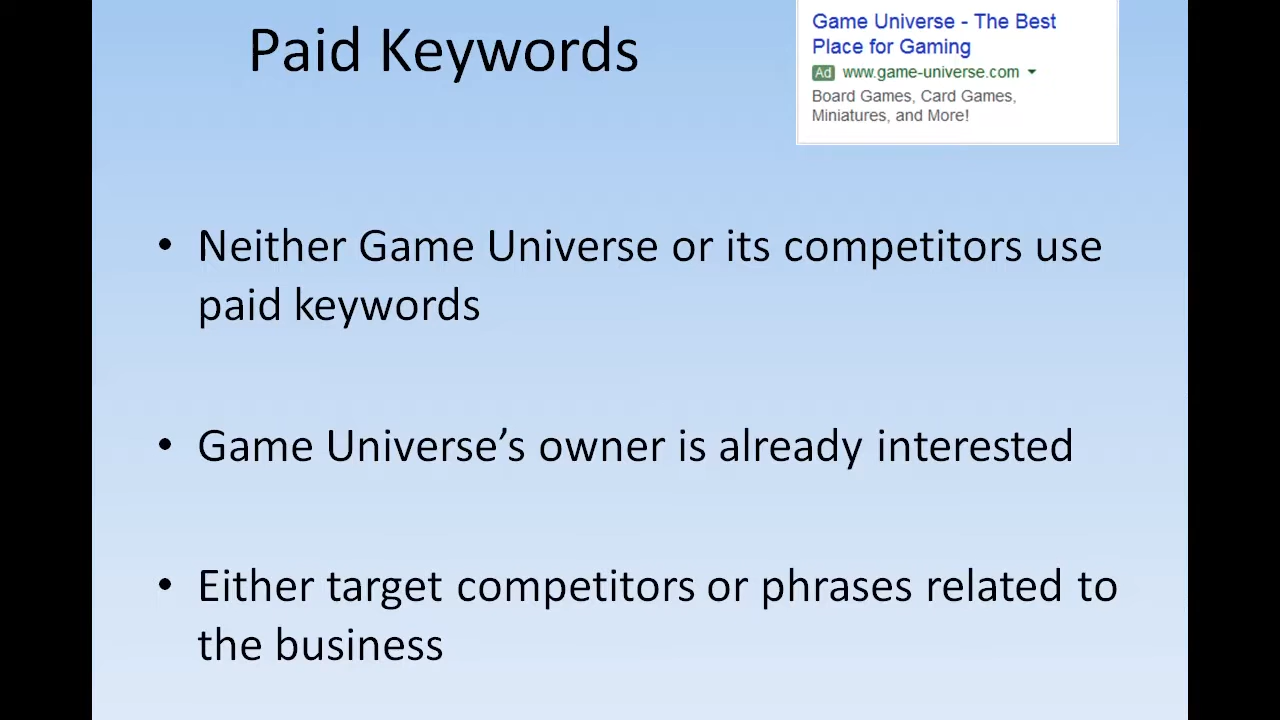 Paid Keywords
Game Universe - The Best
Place for Gaming
Ad www.game-universe.com
Board Games, Card Games,
Miniatures, and More!
• Neither Game Universe or its competitors use
paid keywords
• Game Universe’s owner is already interested
• Either target competitors or phrases related to
the business